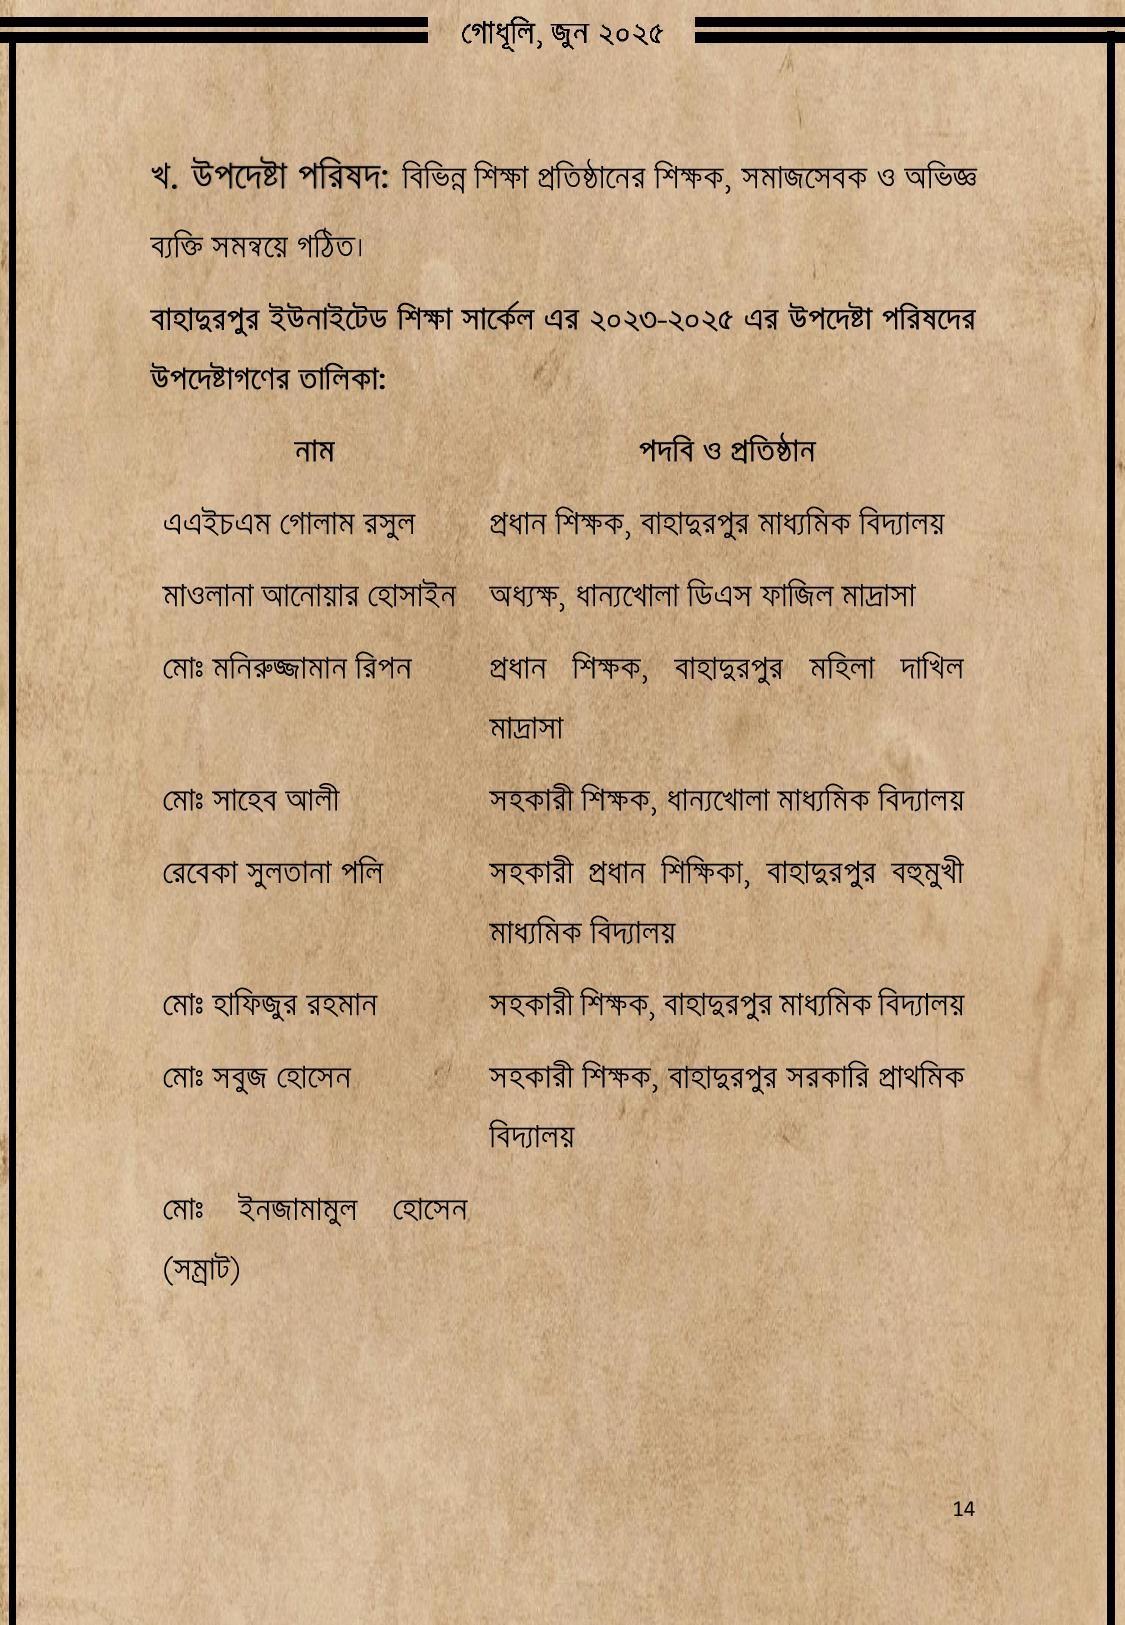 গোধূলি, জুন ২০২৫
খ. উপদেষ্টা পরিষদ: বিভিন্ন শিক্ষা প্রতিষ্ঠানের শিক্ষক, সমাজসেবক ও অভিজ্ঞ
ব্যক্তি সমন্বয়ে গঠিত।
বাহাদুরপুর ইউনাইটেড শিক্ষা সার্কেল এর ২০২৩-২০২৫ এর উপদেষ্টা পরিষদের
উপদেষ্টাগণের তালিকা:
নাম পদবি ও প্রতিষ্ঠান
এএইচএম গোলাম রসুল প্রধান শিক্ষক, বাহাদুরপুর মাধ্যমিক বিদ্যালয়
মাওলানা আনোয়ার হোসাইন অধ্যক্ষ, ধান্যখোলা ডিএস ফাজিল মাদ্রাসা
মোঃ মনিরুজ্জামান রিপন প্রধান শিক্ষক, বাহাদুরপুর মহিলা দাখিল
মাদ্রাসা
মোঃ সাহেব আলী সহকারী শিক্ষক, ধান্যখোলা মাধ্যমিক বিদ্যালয়
রেবেকা সুলতানা পলি সহকারী প্রধান শিক্ষিকা, বাহাদুরপুর বহুমুখী
মাধ্যমিক বিদ্যালয়
মোঃ হাফিজুর রহমান সহকারী শিক্ষক, বাহাদুরপুর মাধ্যমিক বিদ্যালয়
মোঃ সবুজ হোসেন সহকারী শিক্ষক, বাহাদুরপুর সরকারি প্রাথমিক
বিদ্যালয়
মোঃ ইনজামামুল হোসেন
(সম্রাট)
14